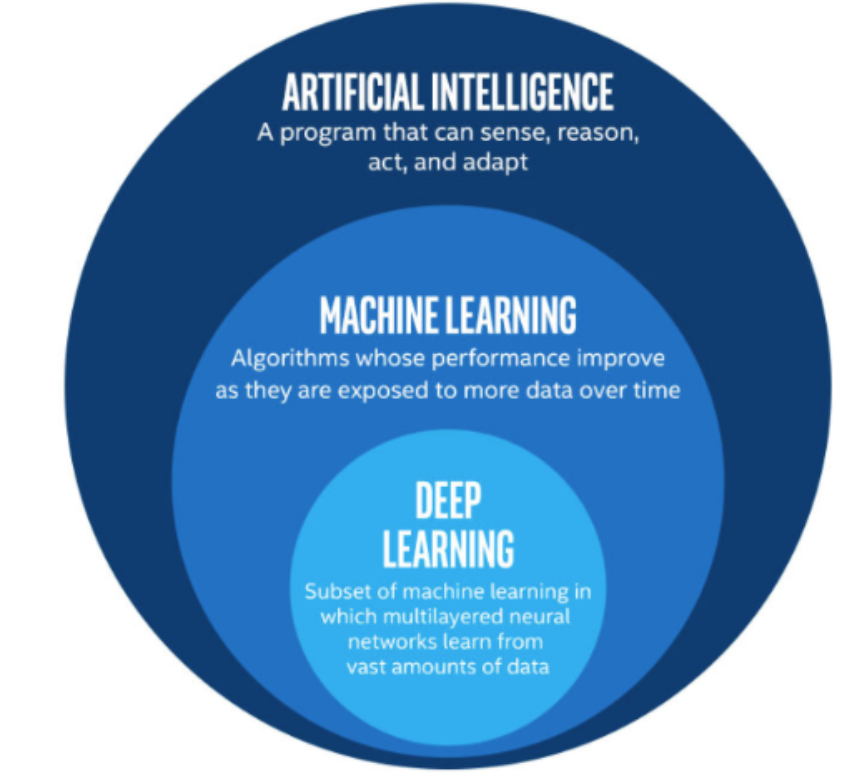 ARTIFICIAL INTELLIGENCE
A program that can sense, reason,
act, and adapt
MACHINE LEARNING
Algorithms whose performance improve
as they are exposed to more data over time
DEEP
LEARNING
Subset of machine learning in
which multilayered neural
networks learn from
vast amounts of data